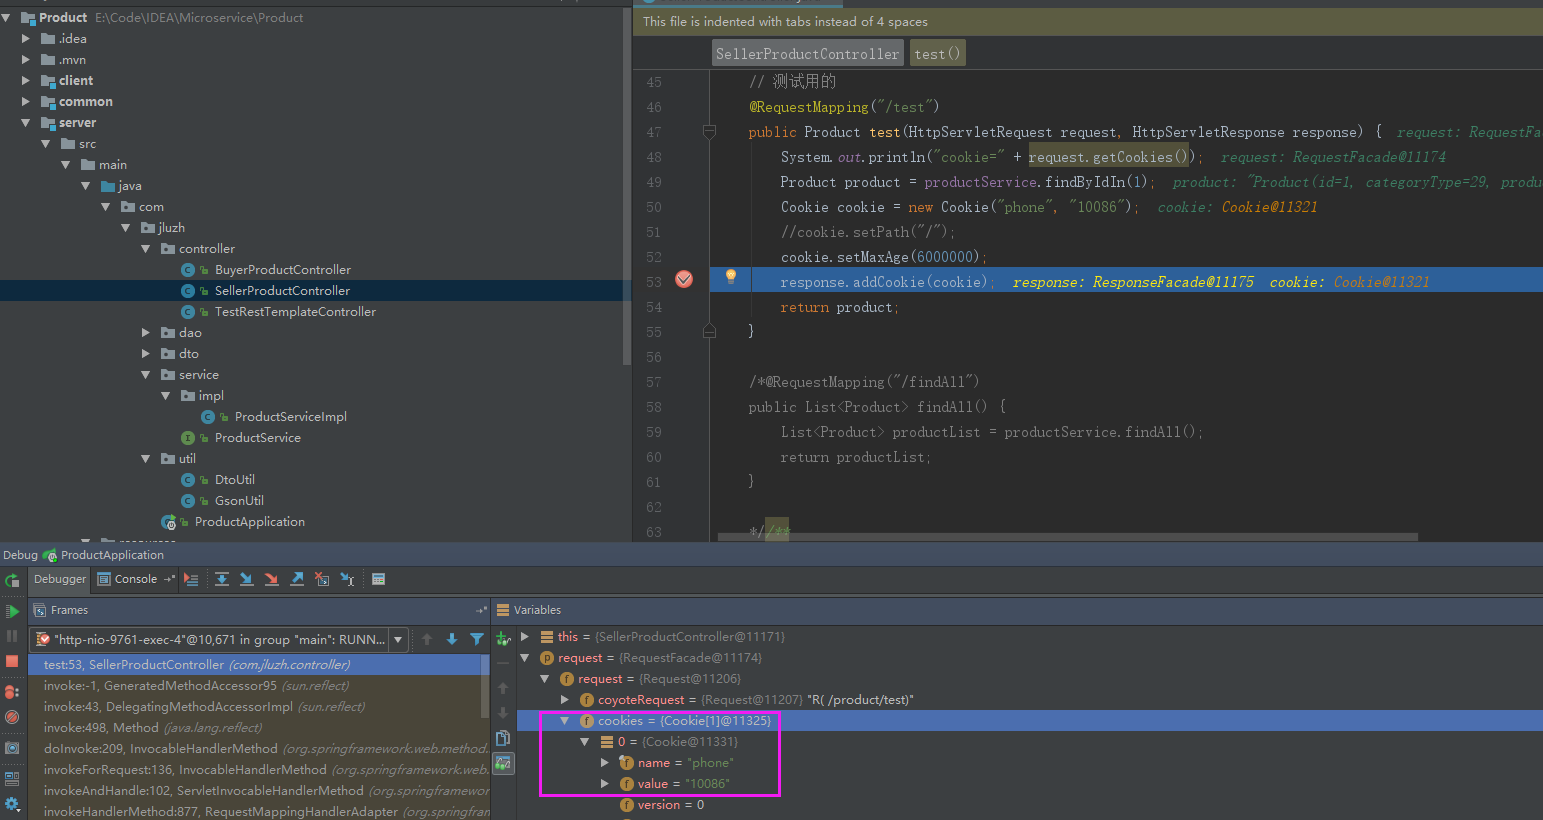 Product E:\Code\IDEA\Microservice\Product
.idea
.mvn
client
common
server
src
main
java
com
jluzh
controller
BuyerProductController
SellerProductController
TestRestTemplateController
dao
dto
service
impl
ProductServiceImpl
ProductService
util
DtoUtil
GsonUtil
ProductApplication
This file is indented with tabs instead of 4 spaces
SellerProductController test()
45 // 测试用的
46 @RequestMapping("/test")
47 public Product test(HttpServletRequest request, HttpServletResponse response) { request: RequestFac
48 System.out.println("cookie=" + request.getCookies()); request: RequestFacade@11174
49 Product product = productService.findByIdIn(1); product: "Product(id=1, categoryType=29, produ
50 Cookie cookie = new Cookie("phone", "10086"); cookie: Cookie@11321
51 //cookie.setPath("/");
52 cookie.setMaxAge(6000000);
53 response.addCookie(cookie); response: ResponseFacade@11175 cookie: Cookie@11321
54 return product;
55 }
56
57 /*@RequestMapping("/findAll")
58 public List<Product> findAll() {
59 List<Product> productList = productService.findAll();
60 return productList;
61 }
62
63 *//**
Debug ProductApplication
Debugger Console
Frames
"http-nio-9761-exec-4"@10,671 in group "main": RUNN...
test:53, SellerProductController (com.jluzh.controller)
invoke:-1, GeneratedMethodAccessor95 (sun.reflect)
invoke:43, DelegatingMethodAccessorImpl (sun.reflect)
invoke:498, Method (java.lang.reflect)
doInvoke:209, InvocableHandlerMethod (org.springframework.web.method.
invokeForRequest:136, InvocableHandlerMethod (org.springframework.web.
invokeAndHandle:102, ServletInvocableHandlerMethod (org.springframewor
invokeHandlerMethod:877, RequestMappingHandlerAdapter (org.springfram
Variables
this = {SellerProductController@11171}
request = {RequestFacade@11174}
request = {Request@11206}
coyoteRequest = {Request@11207} "R( /product/test)"
cookies = {Cookie[1]@11325}
0 = {Cookie@11331}
name = "phone"
value = "10086"
version = 0